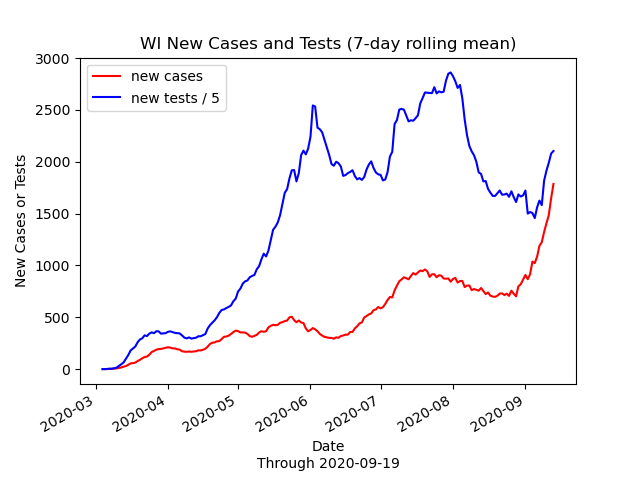 WI New Cases and Tests (7-day rolling mean)
new cases
new tests / 5
New Cases or Tests
3000
2500
2000
1500
1000
500
0
2020-03
2020-04
2020-05
2020-06
2020-07
2020-08
2020-09
Date
Through 2020-09-19